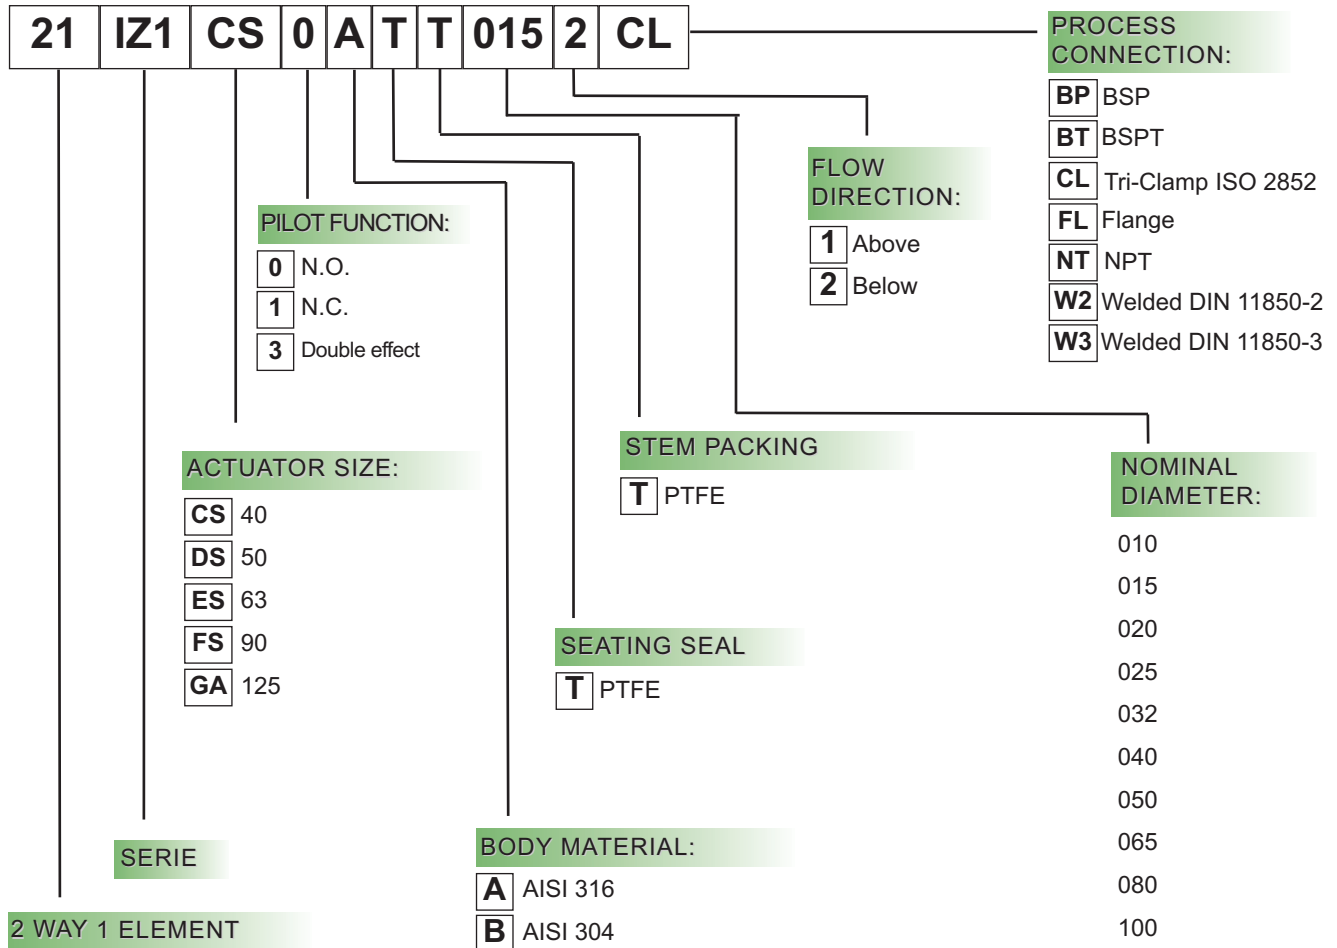 21 IZ1 CS 0 A T T 015 2 CL
PROCESS
CONNECTION:
BP BSP
BT BSPT
CL Tri-Clamp ISO 2852
FL Flange
NT NPT
W2 Welded DIN 11850-2
W3 Welded DIN 11850-3
FLOW
DIRECTION:
1 Above
2 Below
PILOT FUNCTION:
0 N.O.
1 N.C.
3 Double effect
ACTUATOR SIZE:
CS 40
DS 50
ES 63
FS 90
GA 125
STEM PACKING
T PTFE
NOMINAL
DIAMETER:
010
015
020
025
032
040
050
065
080
100
SEATING SEAL
T PTFE
SERIE
BODY MATERIAL:
A AISI 316
B AISI 304
2 WAY 1 ELEMENT